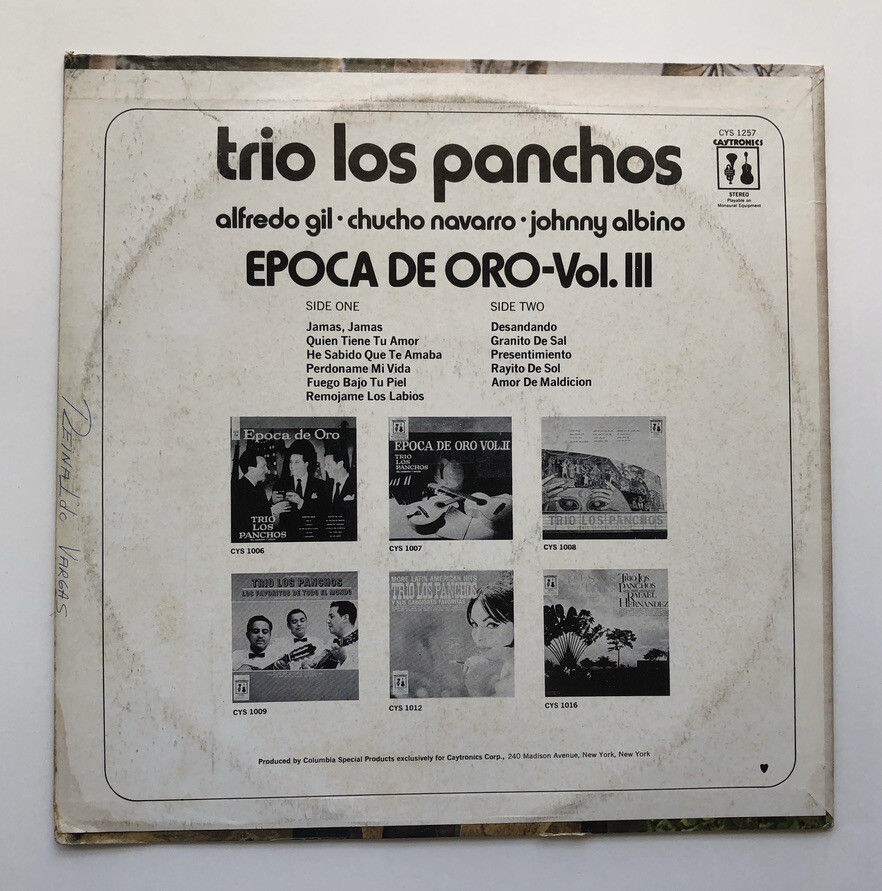 trio los panchos
CYS 1257
CAYTRONICS
STEREO
Playable on
Monaural Equipment
alfredo gil · chucho navarro · johnny albino
EPOCA DE ORO-Vol. III
SIDE ONE
Jamas, Jamas
Quien Tiene Tu Amor
He Sabido Que Te Amaba
Perdoname Mi Vida
Fuego Bajo Tu Piel
Remojame Los Labios
SIDE TWO
Desandando
Granito De Sal
Presentimiento
Rayito De Sol
Amor De Maldicion
Epoca de Oro
TRIO
LOS
PANCHOS
CYS 1006
EPOCA DE ORO VOL.II
TRIO
LOS
PANCHOS
CYS 1007
TRIO LOS PANCHOS
CYS 1008
TRIO LOS PANCHOS
LOS FAVORITOS DE TODO EL MUNDO
CYS 1009
MORE LATIN AMERICAN HITS
TRIO LOS PANCHOS
Y SUS CANCIONES FAVORITAS
CYS 1012
TRIO LOS
PANCHOS
RAFAEL
HERNANDEZ
CYS 1016
Produced by Columbia Special Products exclusively for Caytronics Corp., 240 Madison Avenue, New York, New York
REINALdo VARGAS